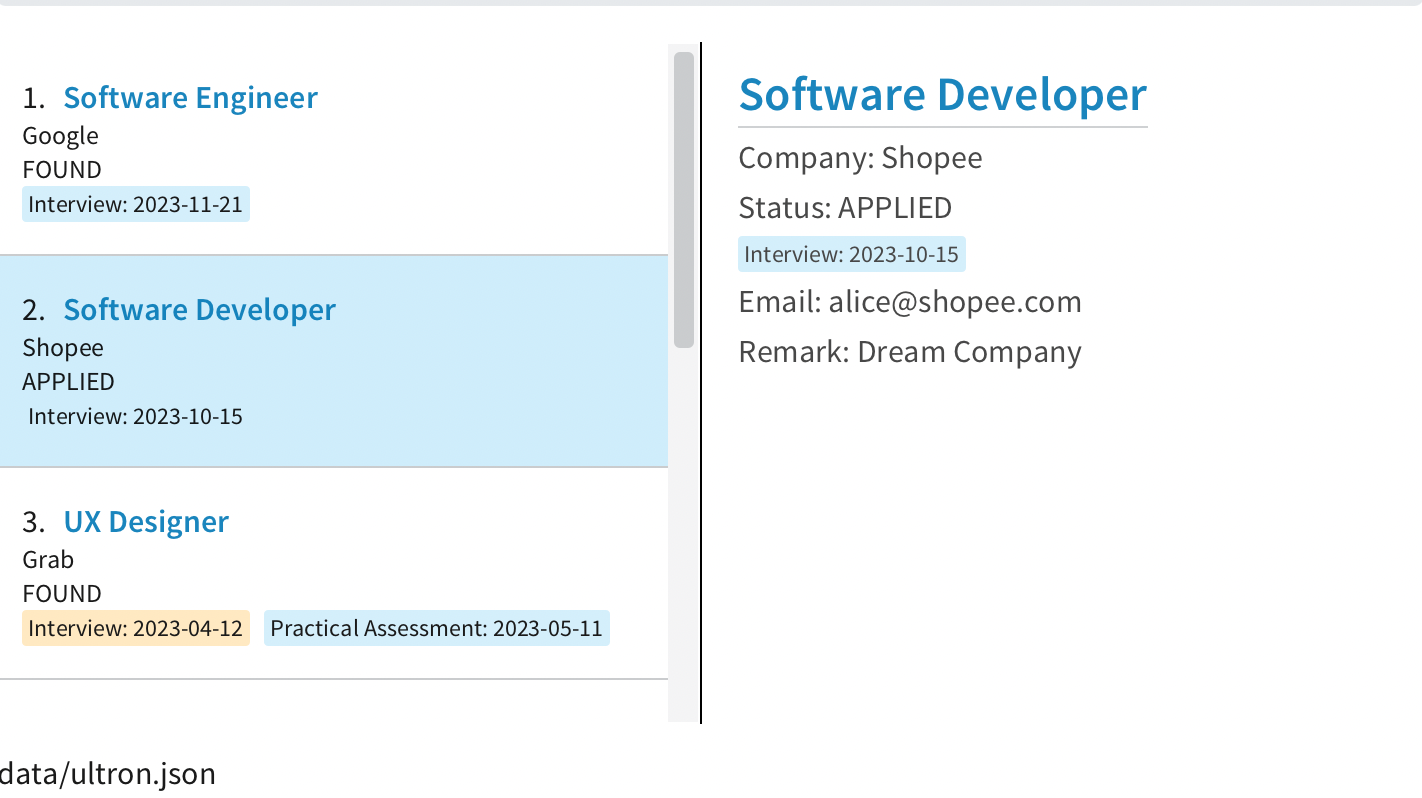 1. Software Engineer
Google
FOUND
Interview: 2023-11-21
2. Software Developer
Shopee
APPLIED
Interview: 2023-10-15
3. UX Designer
Grab
FOUND
Interview: 2023-04-12 Practical Assessment: 2023-05-11
Software Developer
Company: Shopee
Status: APPLIED
Interview: 2023-10-15
Email: alice@shopee.com
Remark: Dream Company
data/ultron.json